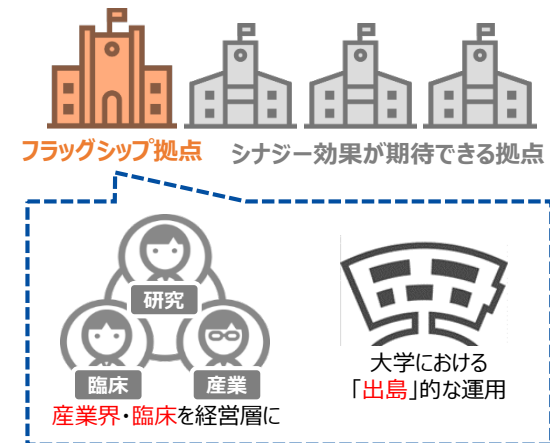 フラッグシップ拠点
シナジー効果が期待できる拠点
研究
臨床
産業
産業界・臨床を経営層に
大学における
「出島」的な運用